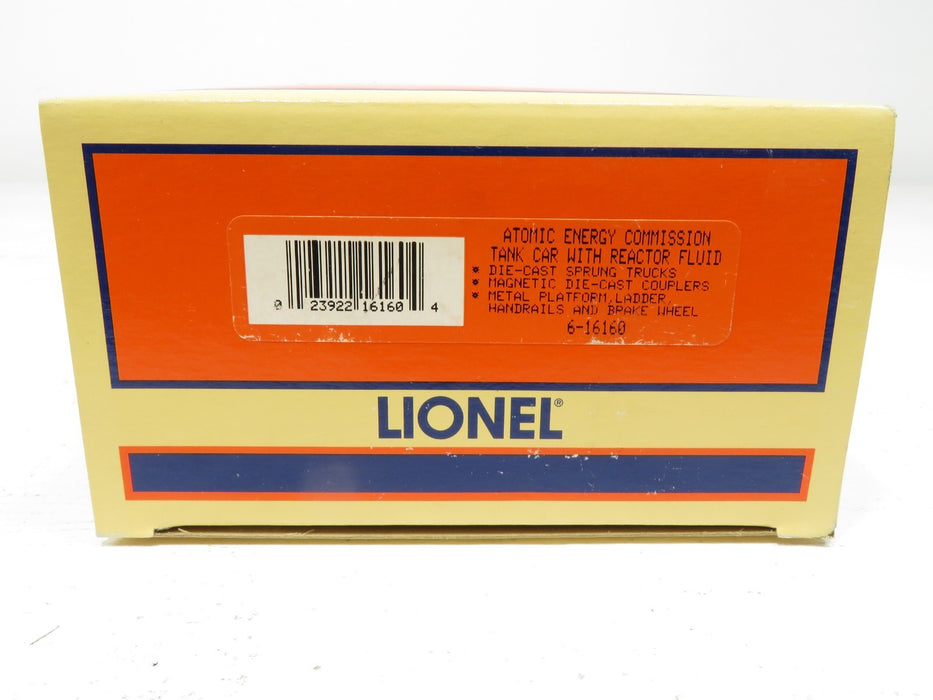 ATOMIC ENERGY COMMISSION
TANK CAR WITH REACTOR FLUID
* DIE-CAST SPRUNG TRUCKS
* MAGNETIC DIE-CAST COUPLERS
* METAL PLATFORM, LADDER,
HANDRAILS AND BRAKE WHEEL
6-16160
0 23922 16160 4
LIONEL®